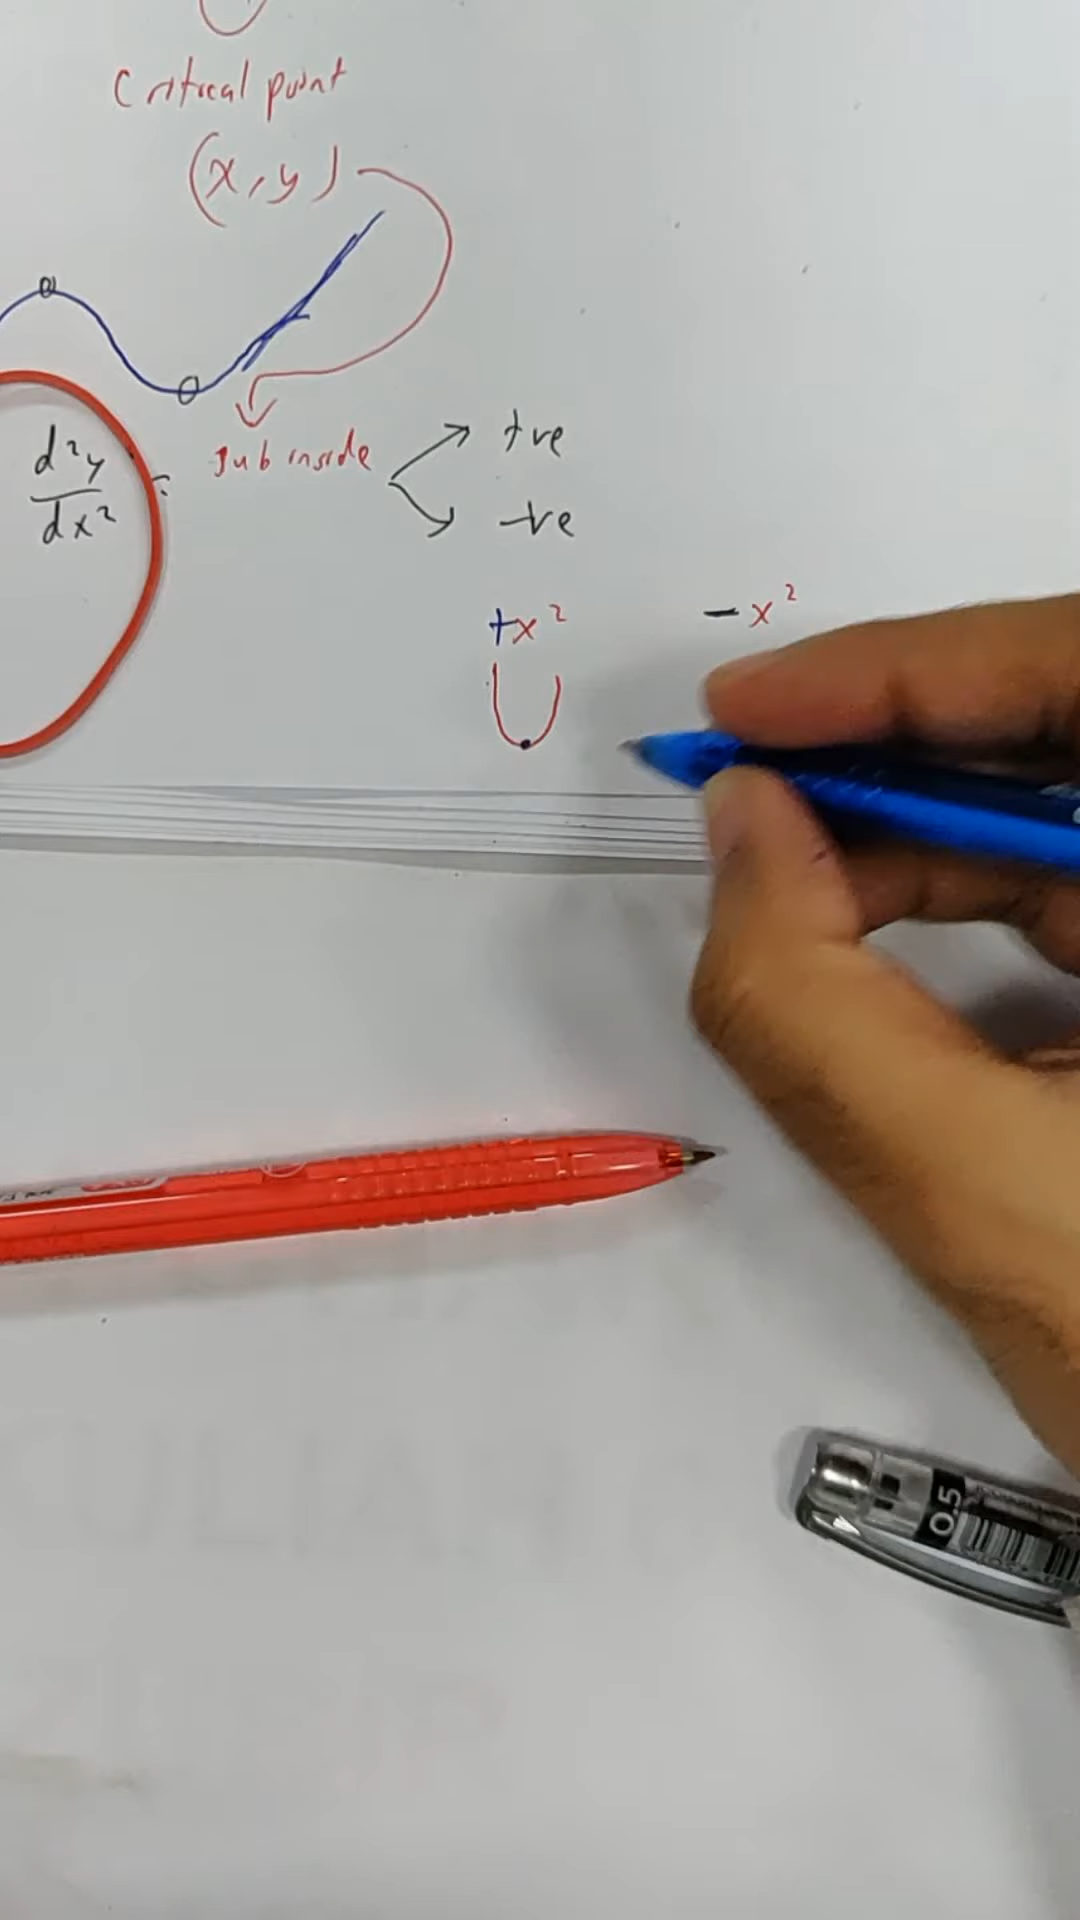 Critical point
(x, y)
d²y
dx²
=
sub inside
+ve
-ve
+x²
-x²
0.5